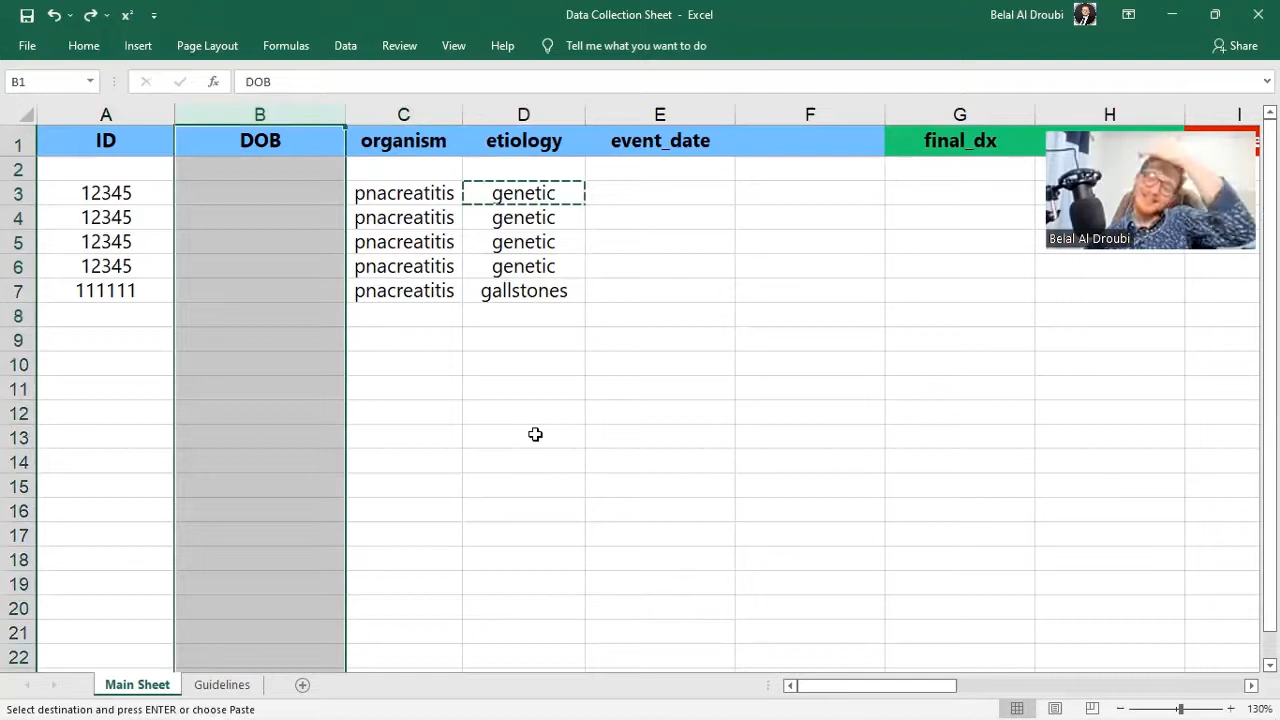 x² Data Collection Sheet - Excel Belal Al Droubi
File Home Insert Page Layout Formulas Data Review View Help Tell me what you want to do Share
B1 fx DOB
A B C D E F G H I
1 ID DOB organism etiology event_date final_dx
2
3 12345 pnacreatitis genetic
4 12345 pnacreatitis genetic
5 12345 pnacreatitis genetic
6 12345 pnacreatitis genetic
7 111111 pnacreatitis gallstones
8
9
10
11
12
13
14
15
16
17
18
19
20
21
22
Belal Al Droubi
Main Sheet Guidelines
Select destination and press ENTER or choose Paste 130%